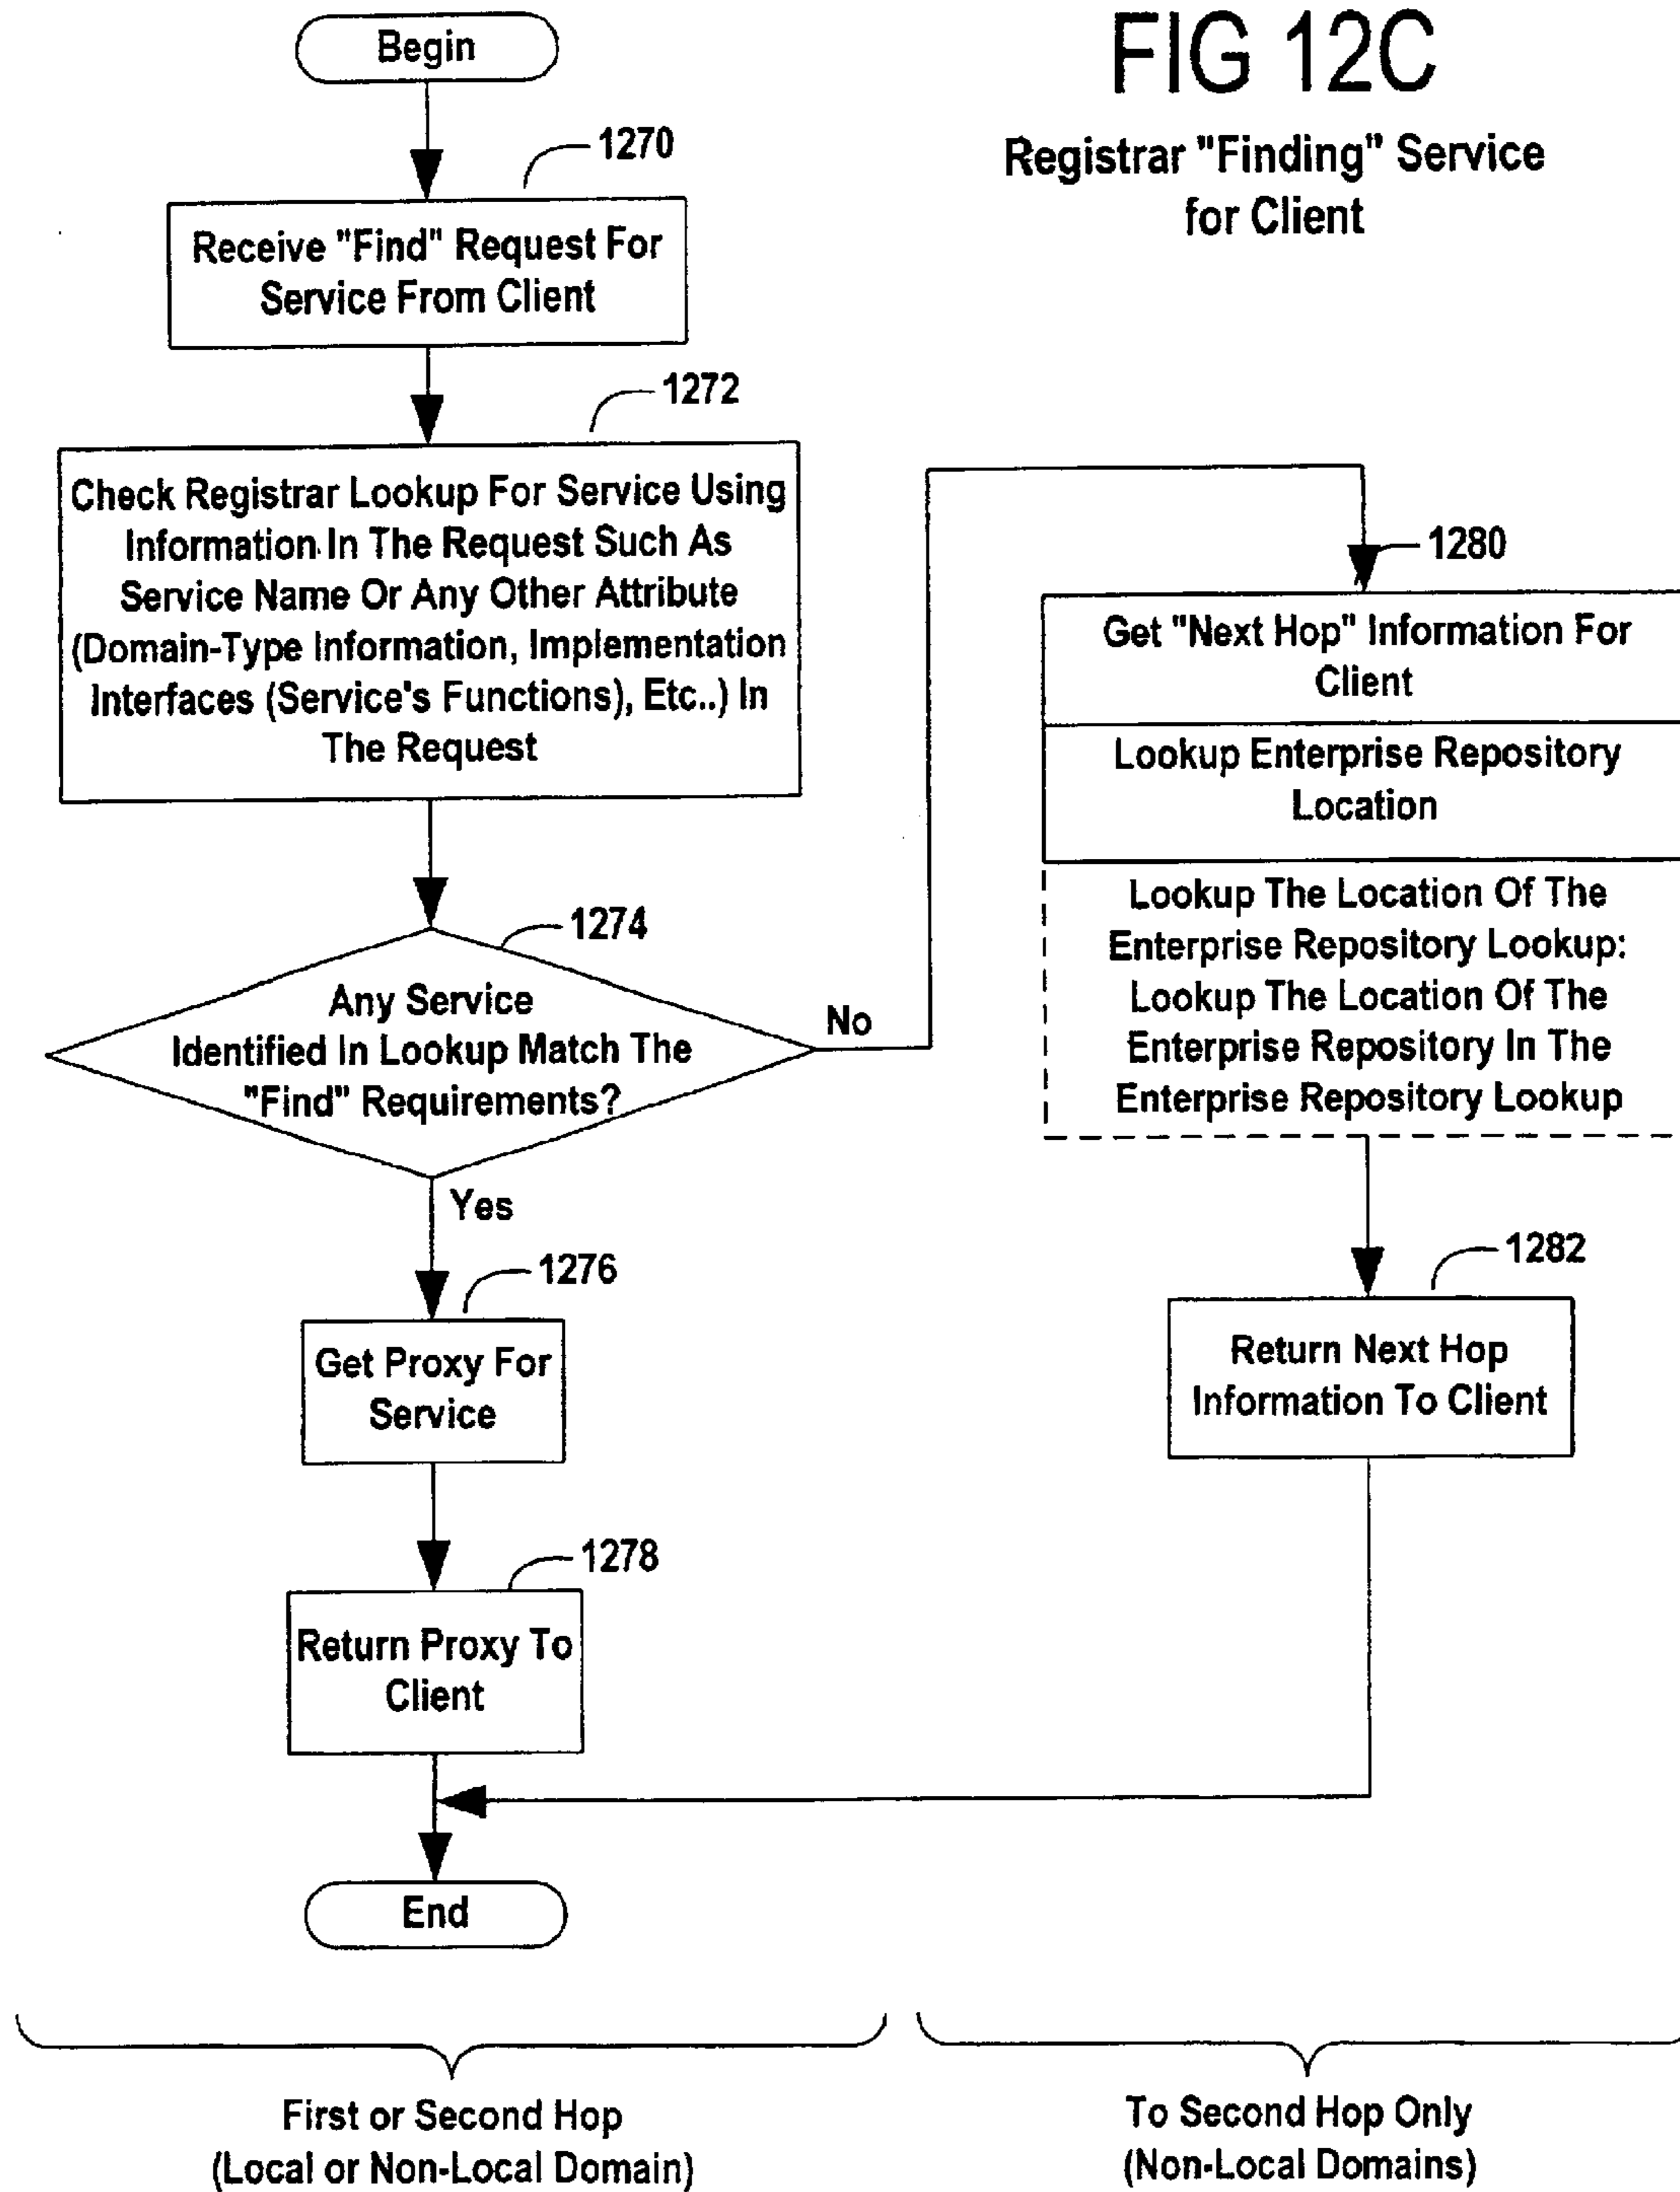 FIG 12C
Registrar "Finding" Service
for Client
Begin
1270
Receive "Find" Request For
Service From Client
1272
Check Registrar Lookup For Service Using
Information In The Request Such As
Service Name Or Any Other Attribute
(Domain-Type Information, Implementation
Interfaces (Service's Functions), Etc..) In
The Request
1274
Any Service
Identified In Lookup Match The
"Find" Requirements?
No
Yes
1276
Get Proxy For
Service
1278
Return Proxy To
Client
End
1280
Get "Next Hop" Information For
Client
Lookup Enterprise Repository
Location
Lookup The Location Of The
Enterprise Repository Lookup:
Lookup The Location Of The
Enterprise Repository In The
Enterprise Repository Lookup
1282
Return Next Hop
Information To Client
First or Second Hop
(Local or Non-Local Domain)
To Second Hop Only
(Non-Local Domains)